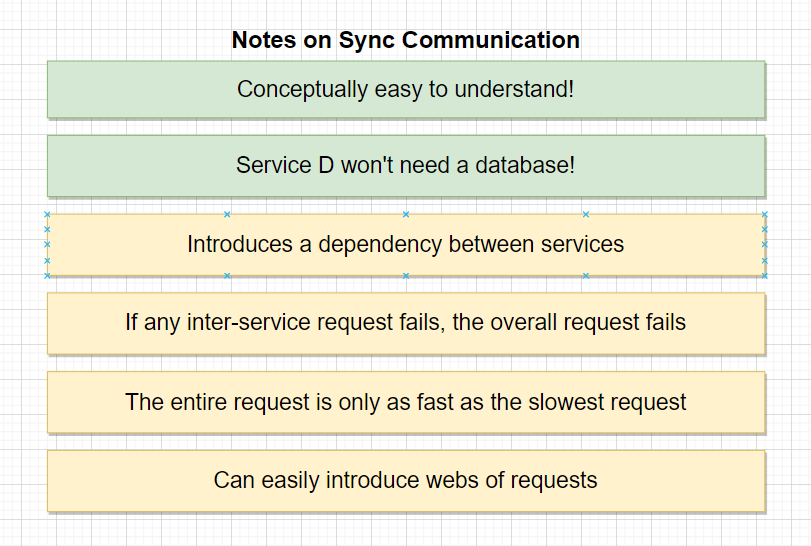 Notes on Sync Communication
Conceptually easy to understand!
Service D won't need a database!
Introduces a dependency between services
If any inter-service request fails, the overall request fails
The entire request is only as fast as the slowest request
Can easily introduce webs of requests